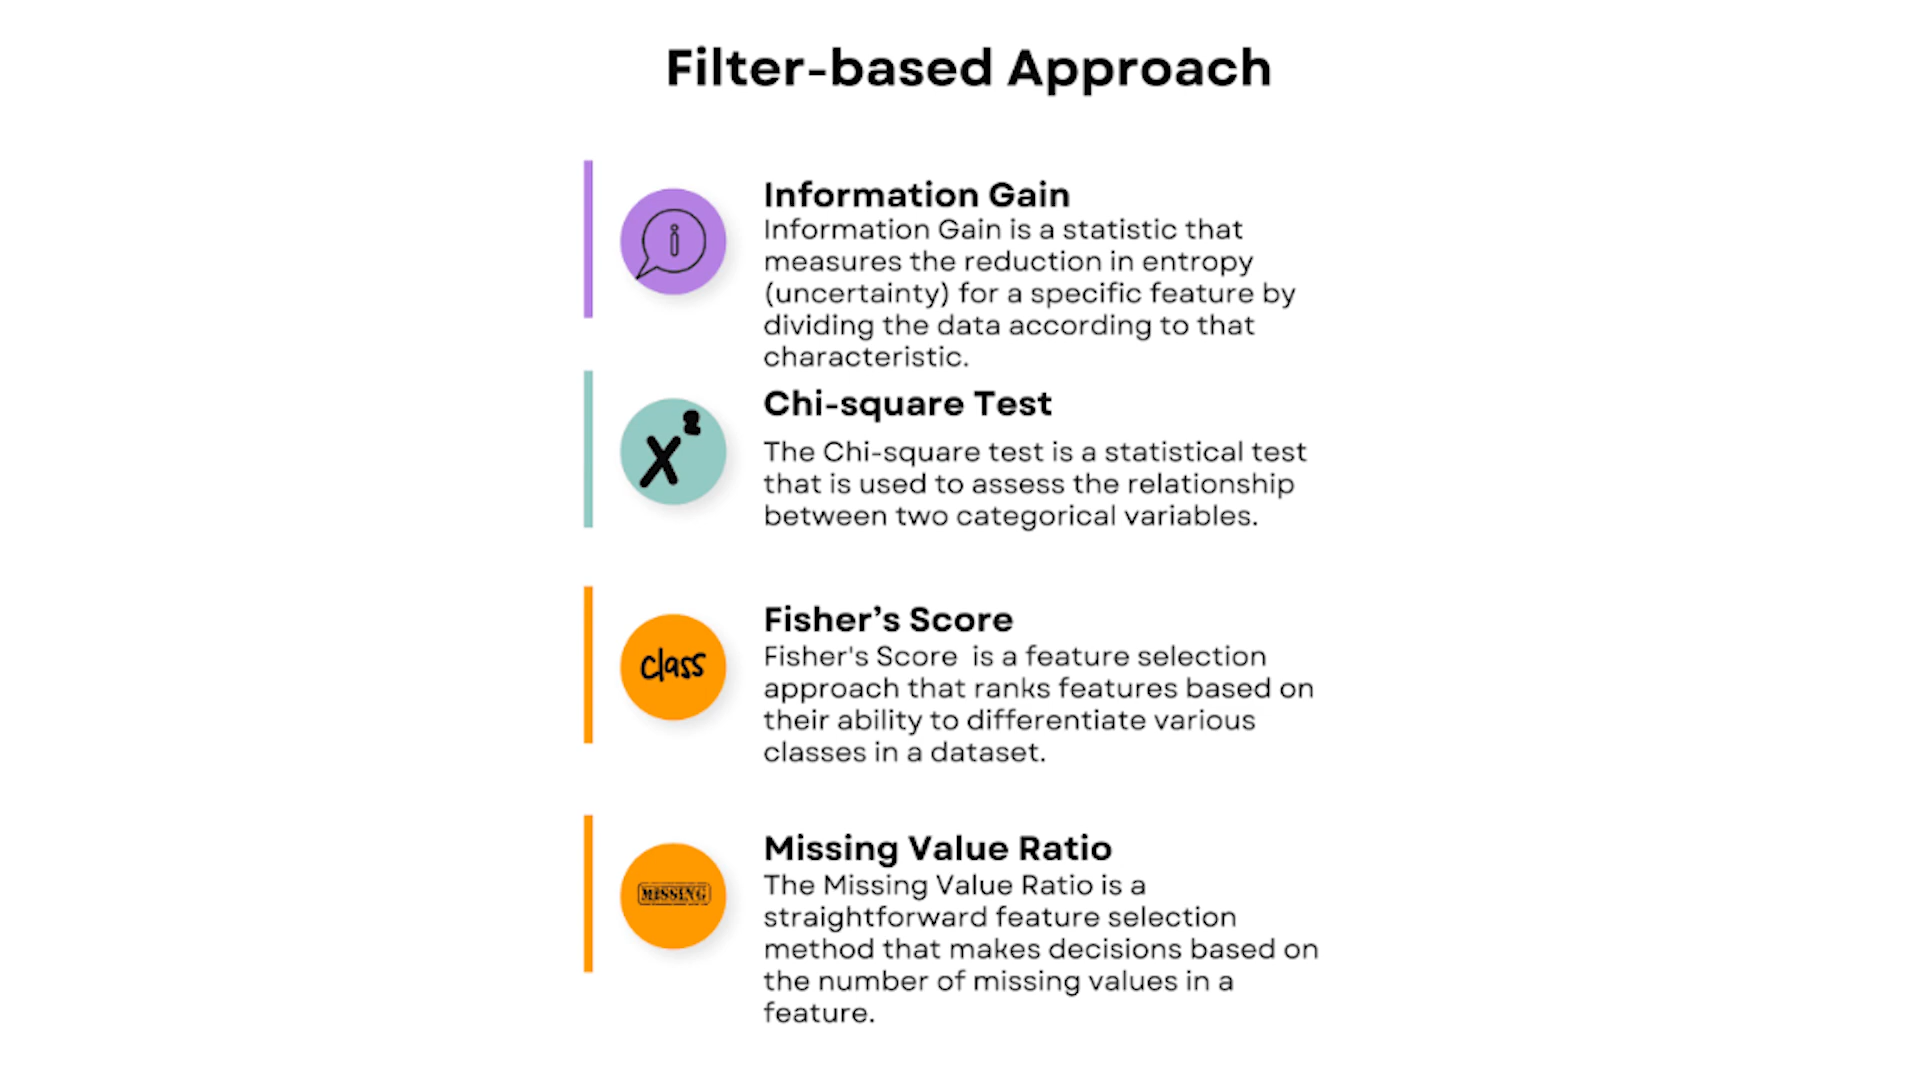 Filter-based Approach
i
Information Gain
Information Gain is a statistic that
measures the reduction in entropy
(uncertainty) for a specific feature by
dividing the data according to that
characteristic.
X²
Chi-square Test
The Chi-square test is a statistical test
that is used to assess the relationship
between two categorical variables.
class
Fisher’s Score
Fisher's Score  is a feature selection
approach that ranks features based on
their ability to differentiate various
classes in a dataset.
MISSING
Missing Value Ratio
The Missing Value Ratio is a
straightforward feature selection
method that makes decisions based on
the number of missing values in a
feature.